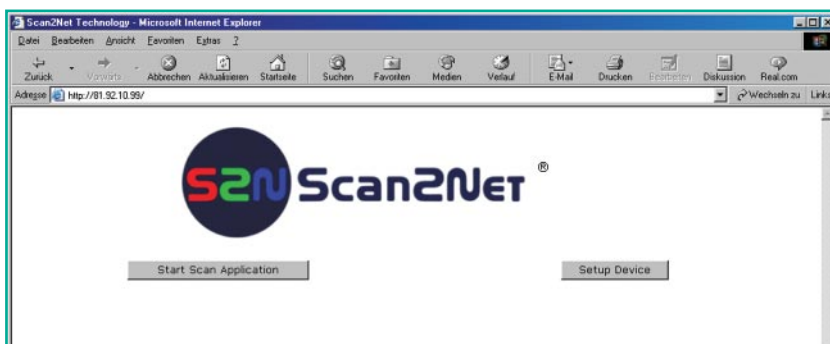 Scan2Net Technology - Microsoft Internet Explorer
Datei Bearbeiten Ansicht Favoriten Extras ?
Zurück Vorwärts Abbrechen Aktualisieren Startseite Suchen Favoriten Medien Verlauf E-Mail Drucken Bearbeiten Diskussion Real.com
Adresse http://81.92.10.99/ Wechseln zu Links
S2N Scan2Net ®
Start Scan Application Setup Device